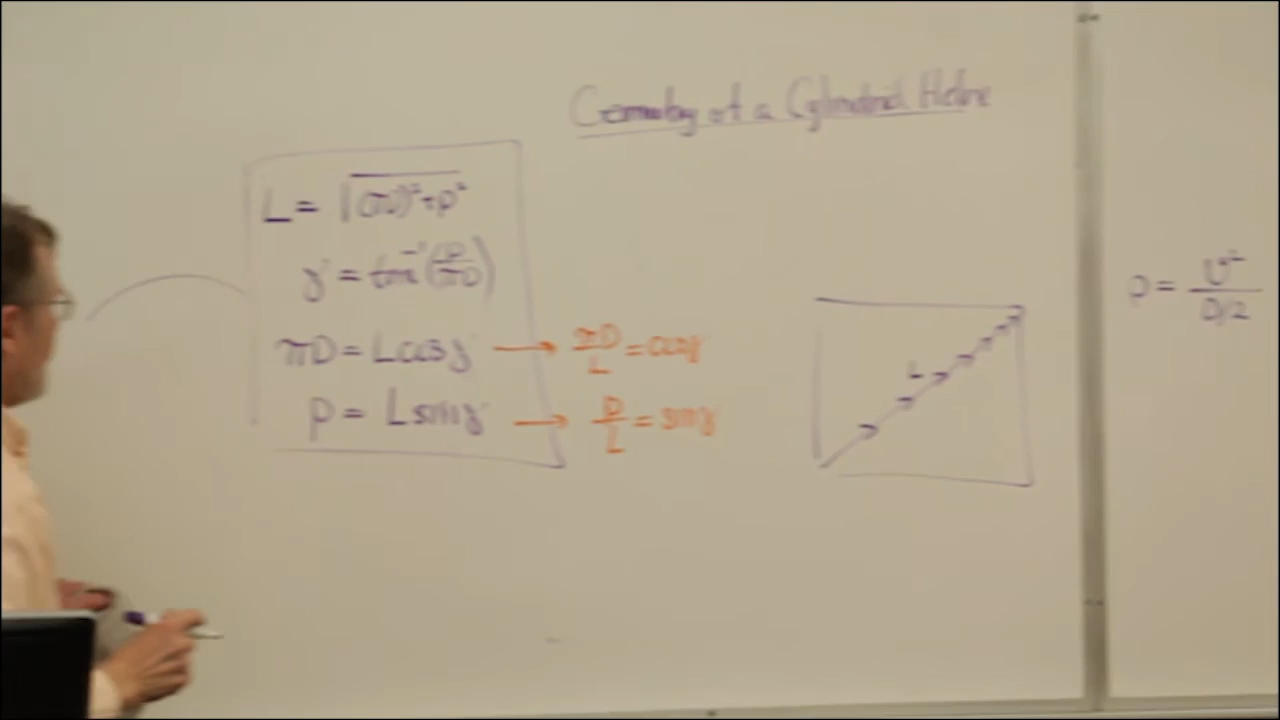 Geometry of a Cylindrical Helix
L = √(πD)²+p²
γ = tan⁻¹(p/πD)
πD = L cos γ → πD/L = cos γ
p = L sin γ → p/L = sin γ
L
ρ = U²/D/2